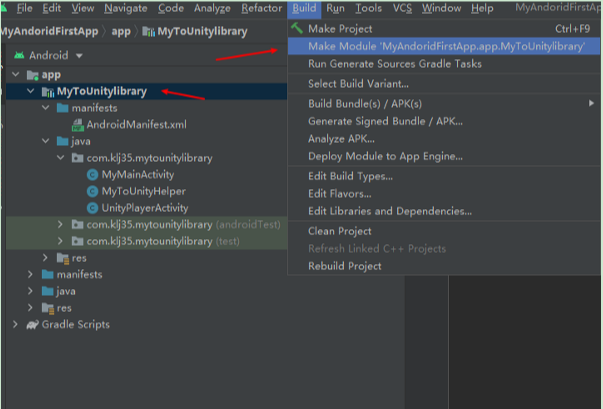 File Edit View Navigate Code Analyze Refactor Build Run Tools VCS Window Help MyAndoridFirstApp
MyAndoridFirstApp app MyToUnitylibrary
Android
app
MyToUnitylibrary
manifests
AndroidManifest.xml
java
com.klj35.mytounitylibrary
MyMainActivity
MyToUnityHelper
UnityPlayerActivity
com.klj35.mytounitylibrary (androidTest)
com.klj35.mytounitylibrary (test)
res
manifests
java
res
Gradle Scripts
Make Project Ctrl+F9
Make Module 'MyAndoridFirstApp.app.MyToUnitylibrary'
Run Generate Sources Gradle Tasks
Select Build Variant...
Build Bundle(s) / APK(s)
Generate Signed Bundle / APK...
Analyze APK...
Deploy Module to App Engine...
Edit Build Types...
Edit Flavors...
Edit Libraries and Dependencies...
Clean Project
Refresh Linked C++ Projects
Rebuild Project